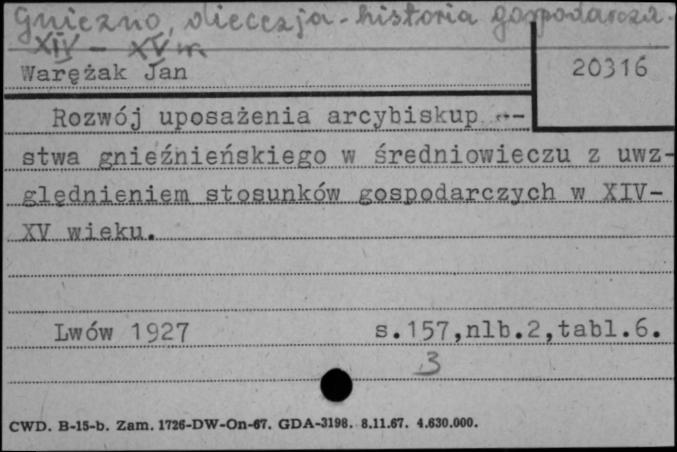 Gniezno, diecezja - historia gospodarcza.
XIV - XV w
Warężak Jan
20316
Rozwój uposażenia arcybiskup --
stwa gnieźnieńskiego w średniowieczu z uwz-
ględnieniem stosunków gospodarczych w XIV-
XV wieku.
Lwów 1927 s.157,nlb.2,tabl.6.
3
CWD. B-15-b. Zam. 1726-DW-On-67. GDA-3198. 8.11.67. 4.630.000.